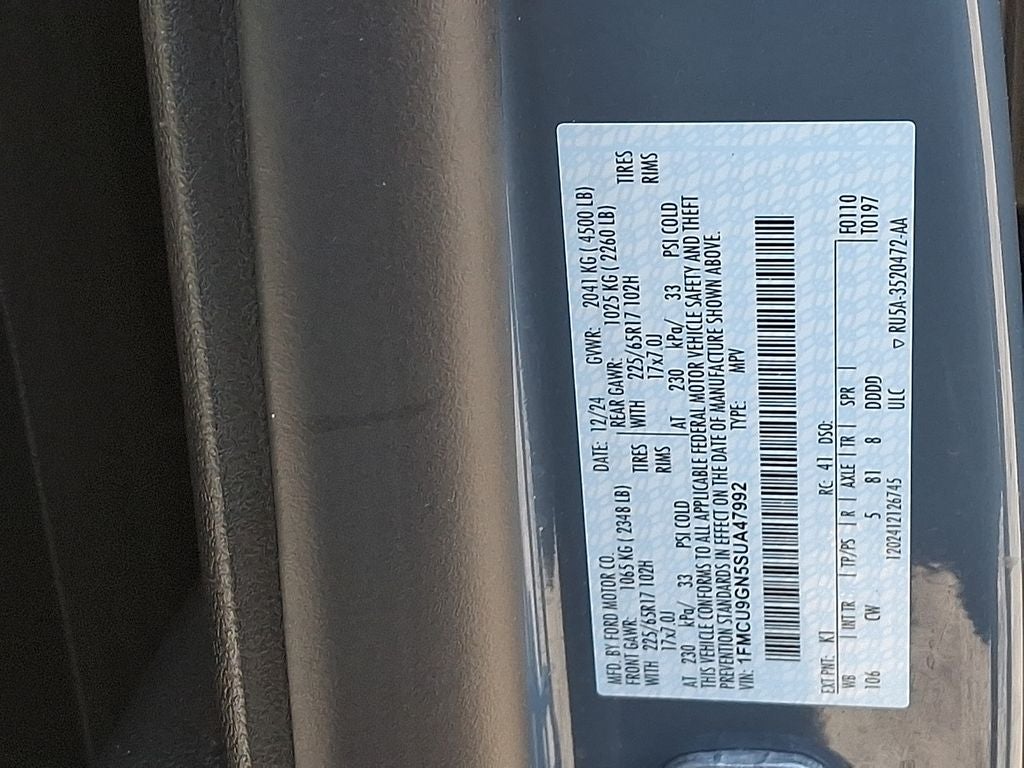 MFD. BY FORD MOTOR CO. DATE: 12/24 GVWR: 2041 KG ( 4500 LB)
FRONT GAWR: 1065 KG ( 2348 LB) REAR GAWR: 1025 KG ( 2260 LB)
WITH 225/65R17 102H TIRES WITH 225/65R17 102H TIRES
17x7.0J RIMS 17x7.0J RIMS
AT 230 kPa/ 33 PSI COLD AT 230 kPa/ 33 PSI COLD
THIS VEHICLE CONFORMS TO ALL APPLICABLE FEDERAL MOTOR VEHICLE SAFETY AND THEFT
PREVENTION STANDARDS IN EFFECT ON THE DATE OF MANUFACTURE SHOWN ABOVE.
VIN: 1FMCU9GN5SUA47992 TYPE: MPV
EXT PNT: K1 RC: 41 DSO:
WB INT TR TP/PS R AXLE TR SPR F0110
106 CW 5 81 8 DDDD T0197
1202412126745 ULC ▽ RU5A-3520472-AA